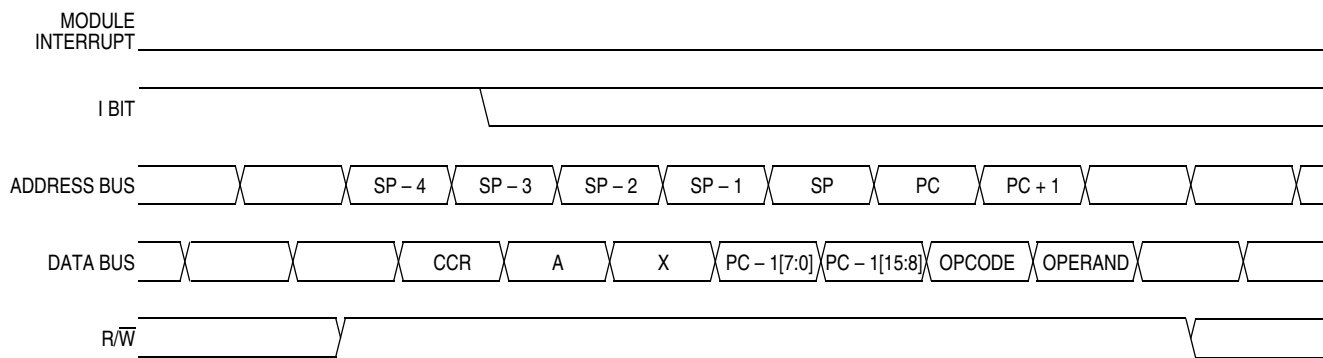 MODULE
INTERRUPT
I BIT
ADDRESS BUS SP – 4 SP – 3 SP – 2 SP – 1 SP PC PC + 1
DATA BUS CCR A X PC – 1[7:0] PC – 1[15:8] OPCODE OPERAND
R/W̅